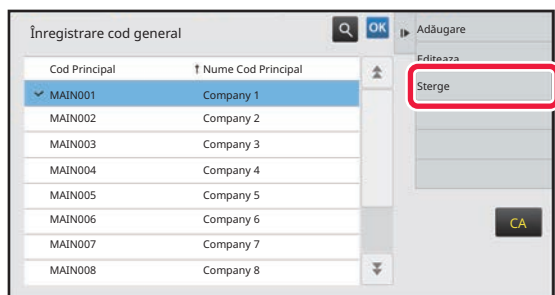 Înregistrare cod general OK Adăugare
Editeaza
Cod Principal Nume Cod Principal
Sterge
MAIN001 Company 1
MAIN002 Company 2
MAIN003 Company 3
MAIN004 Company 4
MAIN005 Company 5
MAIN006 Company 6
CA
MAIN007 Company 7
MAIN008 Company 8